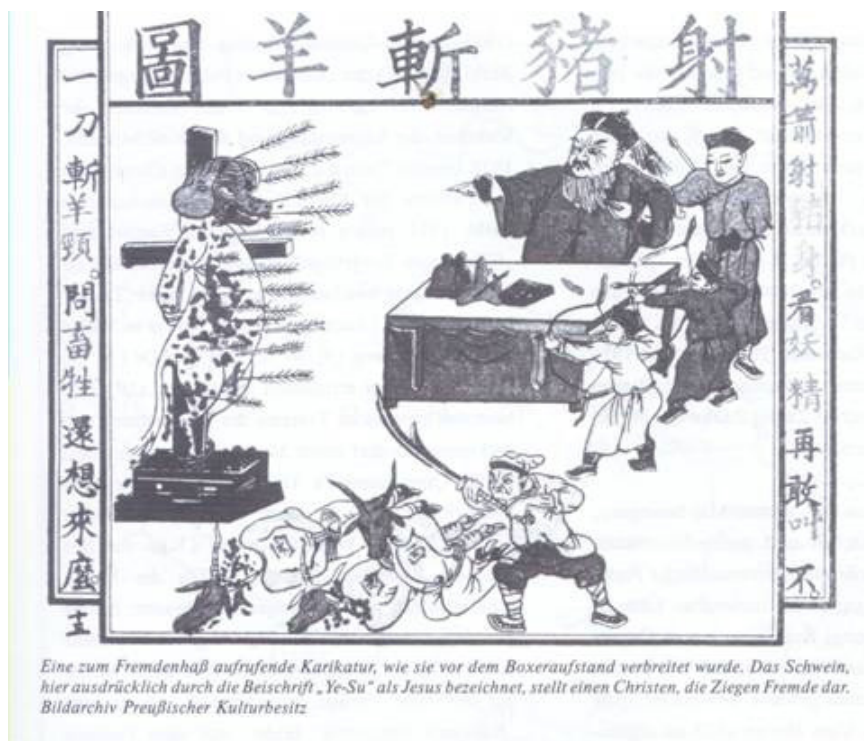 射豬斬羊圖
萬箭射豬身。看妖精再敢叫不。
一刀斬羊頸。問畜牲還想來麼
Eine zum Fremdenhaß aufrufende Karikatur, wie sie vor dem Boxeraufstand verbreitet wurde. Das Schwein,
hier ausdrücklich durch die Beischrift „Ye-Su“ als Jesus bezeichnet, stellt einen Christen, die Ziegen Fremde dar.
Bildarchiv Preußischer Kulturbesitz